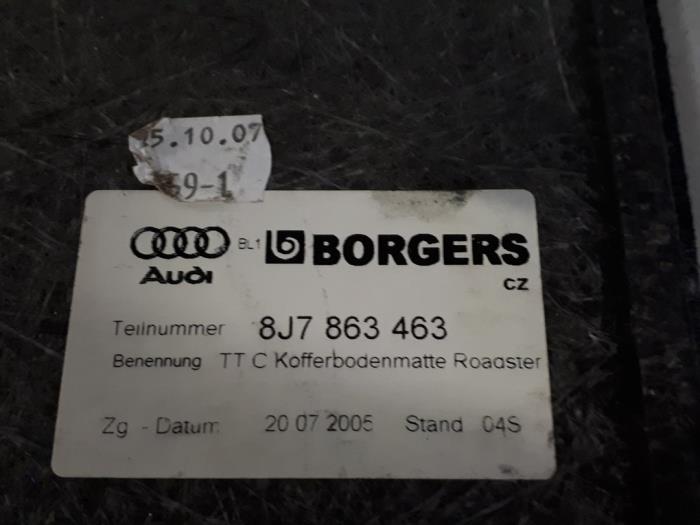 5.10.07
59-1
Audi BL1 BORGERS
CZ
Teilnummer 8J7 863 463
Benennung TT C Kofferbodenmatte Roadster
Zg - Datum 20 07 2005 Stand 04S